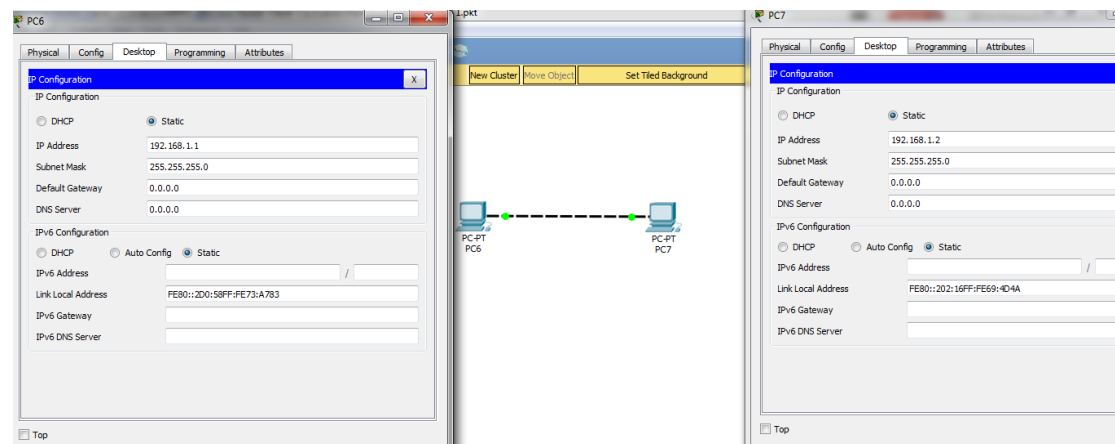 PC6
Physical Config Desktop Programming Attributes
IP Configuration X
IP Configuration
DHCP Static
IP Address 192.168.1.1
Subnet Mask 255.255.255.0
Default Gateway 0.0.0.0
DNS Server 0.0.0.0
IPv6 Configuration
DHCP Auto Config Static
IPv6 Address /
Link Local Address FE80::2D0:58FF:FE73:A783
IPv6 Gateway
IPv6 DNS Server
Top
1.pkt
New Cluster Move Object Set Tiled Background
PC-PT
PC6
PC-PT
PC7
PC7
Physical Config Desktop Programming Attributes
IP Configuration
IP Configuration
DHCP Static
IP Address 192.168.1.2
Subnet Mask 255.255.255.0
Default Gateway 0.0.0.0
DNS Server 0.0.0.0
IPv6 Configuration
DHCP Auto Config Static
IPv6 Address /
Link Local Address FE80::202:16FF:FE69:4D4A
IPv6 Gateway
IPv6 DNS Server
Top